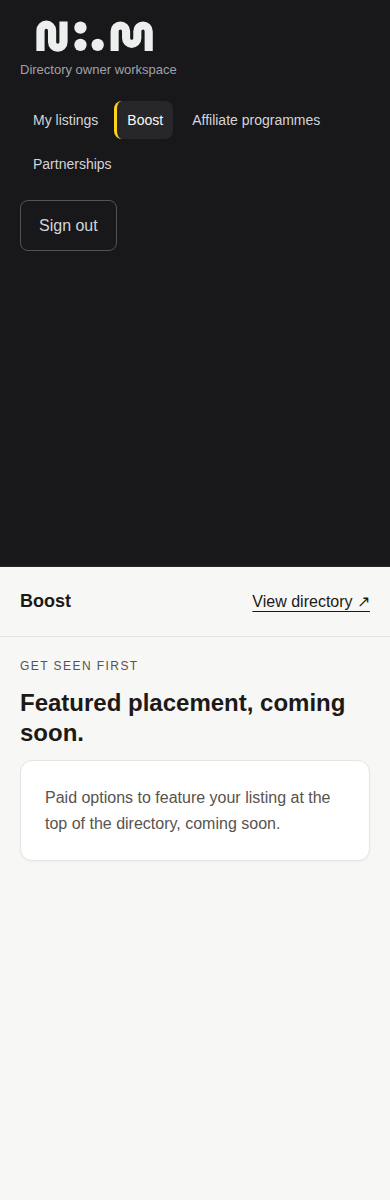 N:.M
Directory owner workspace
My listings
Boost
Affiliate programmes
Partnerships
Sign out
Boost
View directory ↗
GET SEEN FIRST
Featured placement, coming
soon.
Paid options to feature your listing at the
top of the directory, coming soon.